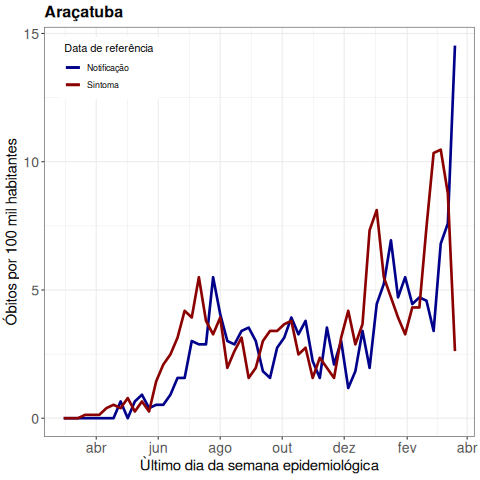 Araçatuba
Data de referência
Notificação
Sintoma
15
10
5
0
Óbitos por 100 mil habitantes
abr jun ago out dez fev abr
Último dia da semana epidemiológica